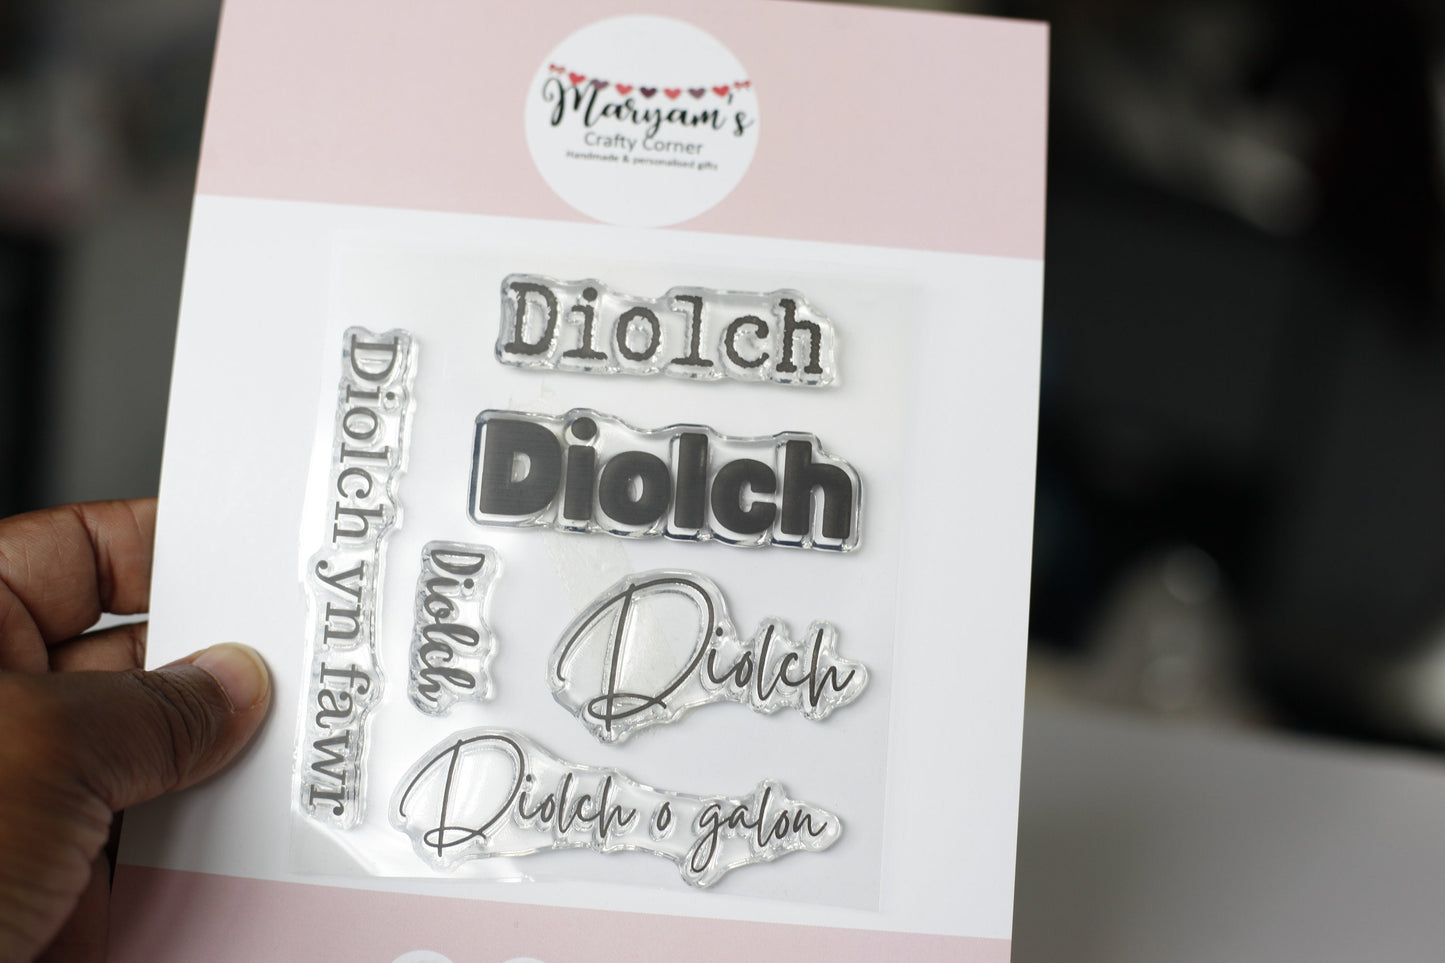 Maryam's
Crafty Corner
Handmade & personalised gifts
Diolch
Diolch
Diolch yn fawr
Diolch
Diolch
Diolch o galon